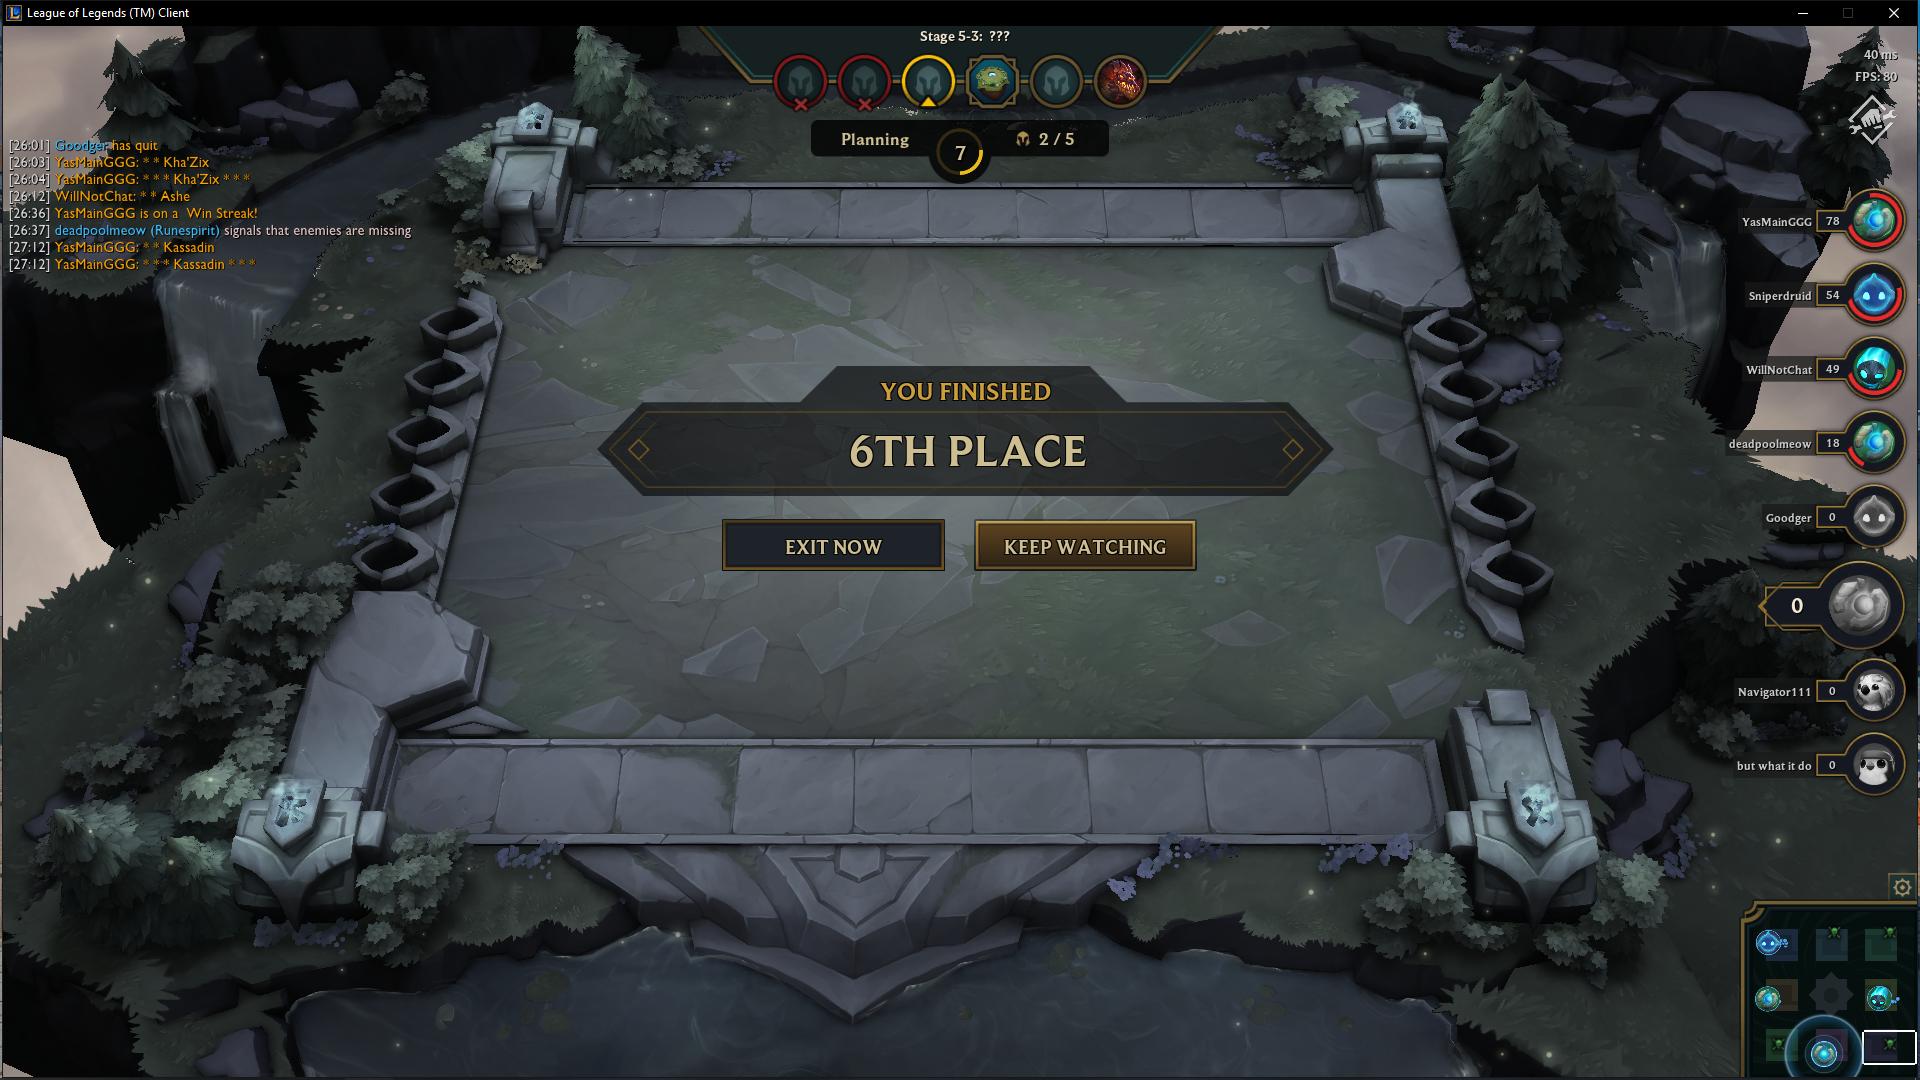 League of Legends (TM) Client
Stage 5-3: ???
40 ms
FPS: 80
Planning
7
2 / 5
[26:01] Goodger has quit
[26:03] YasMainGGG: * * Kha'Zix
[26:04] YasMainGGG: * * * Kha'Zix * * *
[26:12] WillNotChat: * * Ashe
[26:36] YasMainGGG is on a Win Streak!
[26:37] deadpoolmeow (Runespirit) signals that enemies are missing
[27:12] YasMainGGG: * * Kassadin
[27:12] YasMainGGG: * * * Kassadin * * *
YasMainGGG 78
Sniperdruid 54
WillNotChat 49
deadpoolmeow 18
Goodger 0
0
Navigator111 0
but what it do 0
YOU FINISHED
6TH PLACE
EXIT NOW
KEEP WATCHING